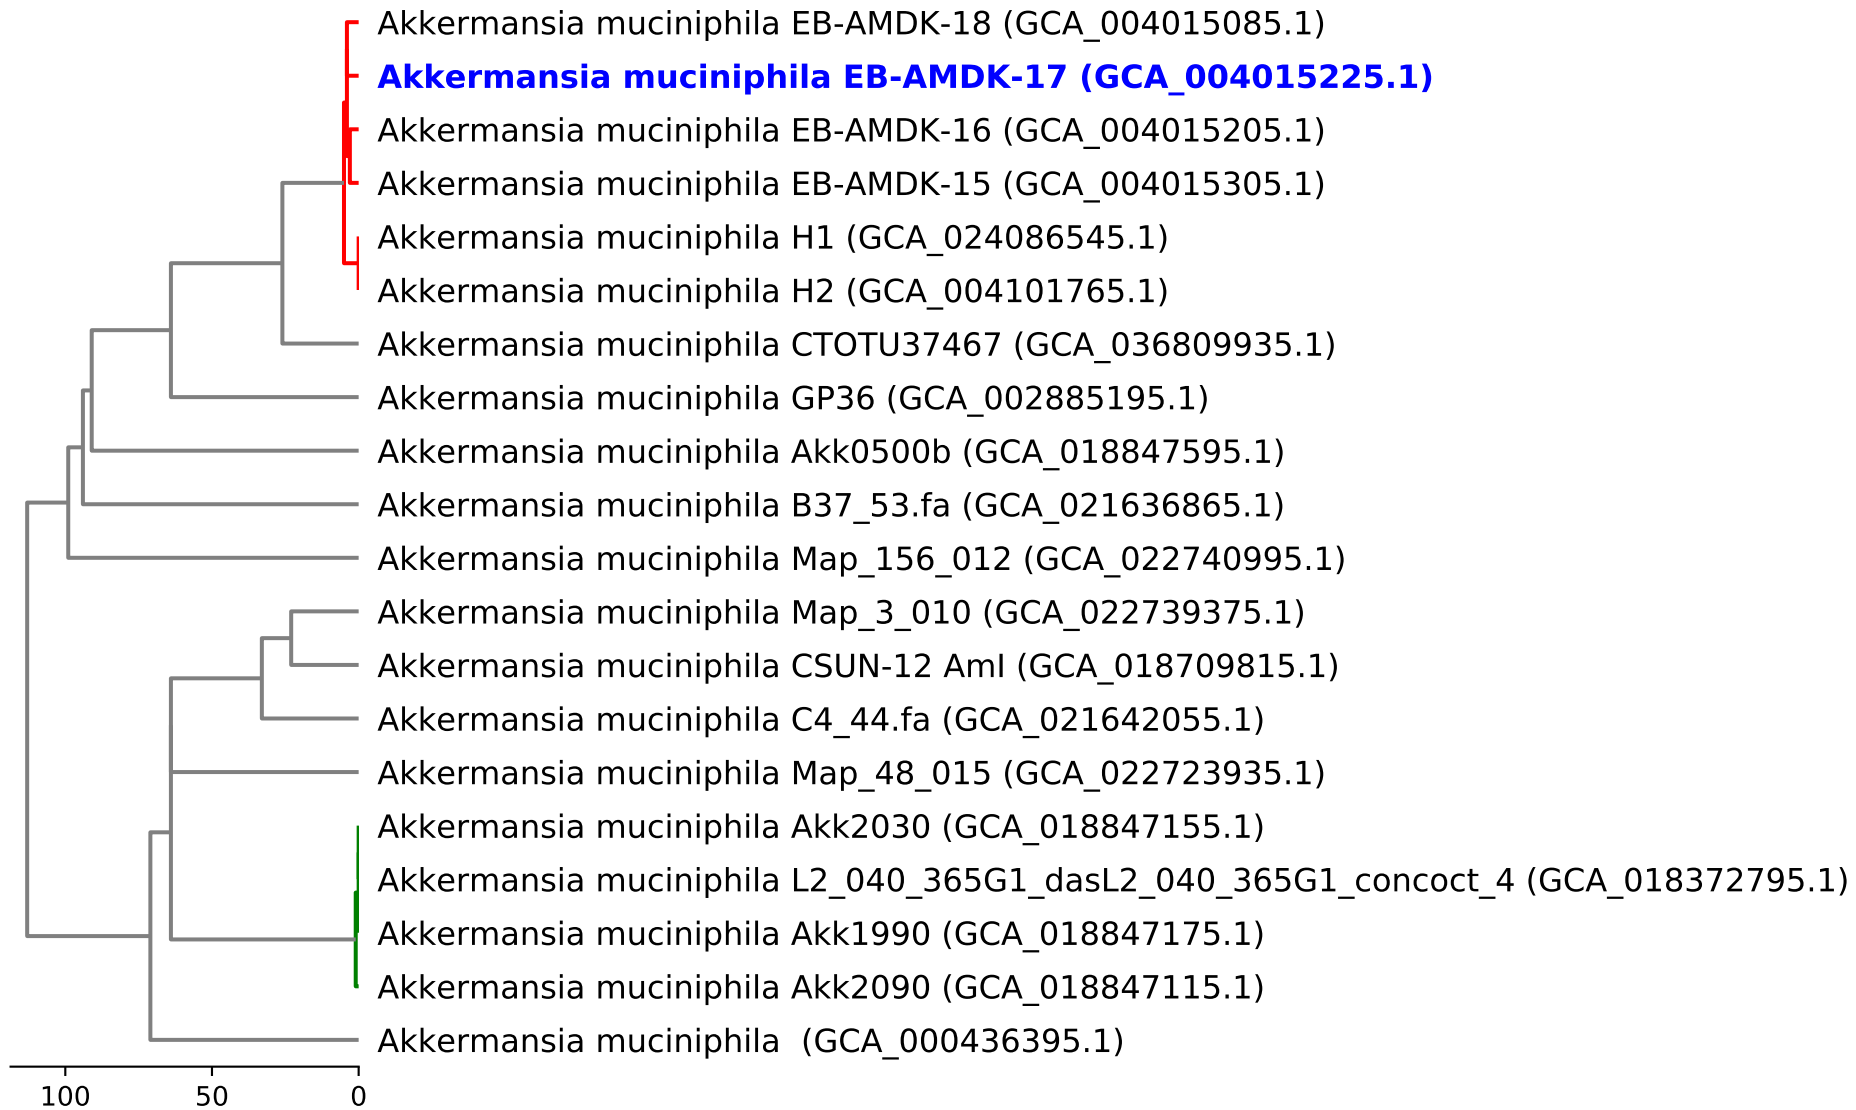 Akkermansia muciniphila EB-AMDK-18 (GCA_004015085.1)
Akkermansia muciniphila EB-AMDK-17 (GCA_004015225.1)
Akkermansia muciniphila EB-AMDK-16 (GCA_004015205.1)
Akkermansia muciniphila EB-AMDK-15 (GCA_004015305.1)
Akkermansia muciniphila H1 (GCA_024086545.1)
Akkermansia muciniphila H2 (GCA_004101765.1)
Akkermansia muciniphila CTOTU37467 (GCA_036809935.1)
Akkermansia muciniphila GP36 (GCA_002885195.1)
Akkermansia muciniphila Akk0500b (GCA_018847595.1)
Akkermansia muciniphila B37_53.fa (GCA_021636865.1)
Akkermansia muciniphila Map_156_012 (GCA_022740995.1)
Akkermansia muciniphila Map_3_010 (GCA_022739375.1)
Akkermansia muciniphila CSUN-12 AmI (GCA_018709815.1)
Akkermansia muciniphila C4_44.fa (GCA_021642055.1)
Akkermansia muciniphila Map_48_015 (GCA_022723935.1)
Akkermansia muciniphila Akk2030 (GCA_018847155.1)
Akkermansia muciniphila L2_040_365G1_dasL2_040_365G1_concoct_4 (GCA_018372795.1)
Akkermansia muciniphila Akk1990 (GCA_018847175.1)
Akkermansia muciniphila Akk2090 (GCA_018847115.1)
Akkermansia muciniphila  (GCA_000436395.1)
100 50 0